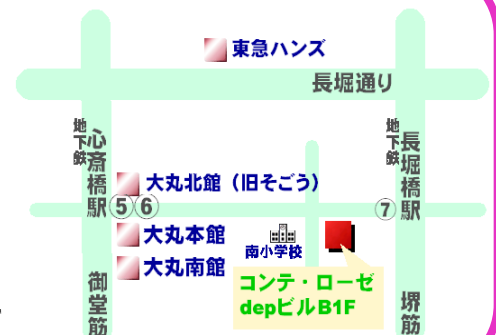 東急ハンズ
長堀通り
地下鉄
心斎橋駅
地下鉄
長堀橋駅
大丸北館（旧そごう）
⑤⑥
⑦
大丸本館
南小学校
大丸南館
コンテ・ローゼ
depビルB1F
御堂筋
堺筋